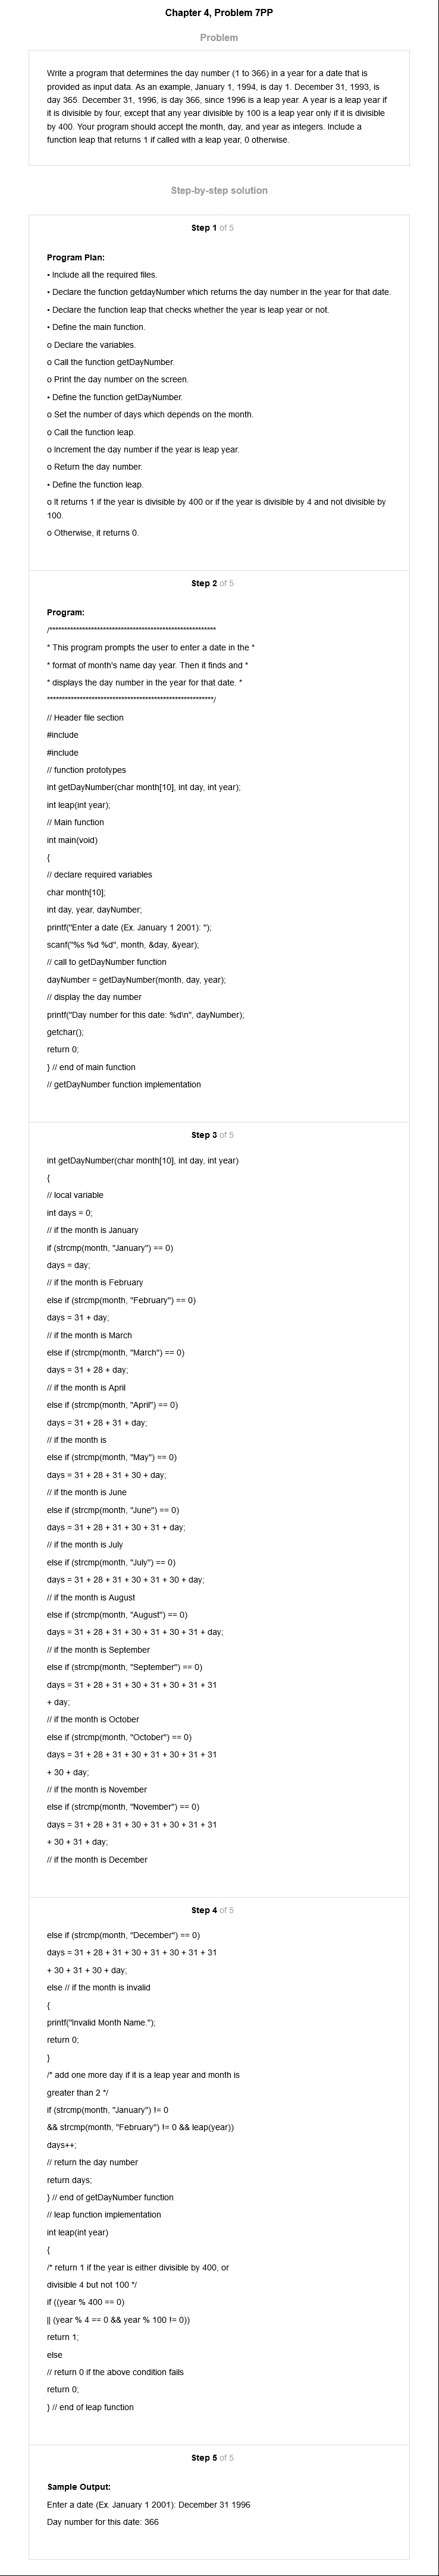 Chapter 4, Problem 7PP
Problem
Write a program that determines the day number (1 to 366) in a year for a date that is
provided as input data. As an example, January 1, 1994, is day 1. December 31, 1993, is
day 365. December 31, 1996, is day 366, since 1996 is a leap year. A year is a leap year if
it is divisible by four, except that any year divisible by 100 is a leap year only if it is divisible
by 400. Your program should accept the month, day, and year as integers. Include a
function leap that returns 1 if called with a leap year, 0 otherwise.
Step-by-step solution
Step 1 of 5
Program Plan:
• Include all the required files.
• Declare the function getdayNumber which returns the day number in the year for that date.
• Declare the function leap that checks whether the year is leap year or not.
• Define the main function.
o Declare the variables.
o Call the function getDayNumber.
o Print the day number on the screen.
• Define the function getDayNumber.
o Set the number of days which depends on the month.
o Call the function leap.
o Increment the day number if the year is leap year.
o Return the day number.
• Define the function leap.
o It returns 1 if the year is divisible by 400 or if the year is divisible by 4 and not divisible by
100.
o Otherwise, it returns 0.
Step 2 of 5
Program:
/********************************************************
* This program prompts the user to enter a date in the *
* format of month's name day year. Then it finds and *
* displays the day number in the year for that date. *
********************************************************/
// Header file section
#include
#include
// function prototypes
int getDayNumber(char month[10], int day, int year);
int leap(int year);
// Main function
int main(void)
{
// declare required variables
char month[10];
int day, year, dayNumber;
printf("Enter a date (Ex. January 1 2001): ");
scanf("%s %d %d", month, &day, &year);
// call to getDayNumber function
dayNumber = getDayNumber(month, day, year);
// display the day number
printf("Day number for this date: %d\n", dayNumber);
getchar();
return 0;
} // end of main function
// getDayNumber function implementation
Step 3 of 5
int getDayNumber(char month[10], int day, int year)
{
// local variable
int days = 0;
// if the month is January
if (strcmp(month, "January") == 0)
days = day;
// if the month is February
else if (strcmp(month, "February") == 0)
days = 31 + day;
// if the month is March
else if (strcmp(month, "March") == 0)
days = 31 + 28 + day;
// if the month is April
else if (strcmp(month, "April") == 0)
days = 31 + 28 + 31 + day;
// if the month is
else if (strcmp(month, "May") == 0)
days = 31 + 28 + 31 + 30 + day;
// if the month is June
else if (strcmp(month, "June") == 0)
days = 31 + 28 + 31 + 30 + 31 + day;
// if the month is July
else if (strcmp(month, "July") == 0)
days = 31 + 28 + 31 + 30 + 31 + 30 + day;
// if the month is August
else if (strcmp(month, "August") == 0)
days = 31 + 28 + 31 + 30 + 31 + 30 + 31 + day;
// if the month is September
else if (strcmp(month, "September") == 0)
days = 31 + 28 + 31 + 30 + 31 + 30 + 31 + 31
+ day;
// if the month is October
else if (strcmp(month, "October") == 0)
days = 31 + 28 + 31 + 30 + 31 + 30 + 31 + 31
+ 30 + day;
// if the month is November
else if (strcmp(month, "November") == 0)
days = 31 + 28 + 31 + 30 + 31 + 30 + 31 + 31
+ 30 + 31 + day;
// if the month is December
Step 4 of 5
else if (strcmp(month, "December") == 0)
days = 31 + 28 + 31 + 30 + 31 + 30 + 31 + 31
+ 30 + 31 + 30 + day;
else // if the month is invalid
{
printf("Invalid Month Name.");
return 0;
}
/* add one more day if it is a leap year and month is
greater than 2 */
if (strcmp(month, "January") != 0
&& strcmp(month, "February") != 0 && leap(year))
days++;
// return the day number
return days;
} // end of getDayNumber function
// leap function implementation
int leap(int year)
{
/* return 1 if the year is either divisible by 400, or
divisible 4 but not 100 */
if ((year % 400 == 0)
|| (year % 4 == 0 && year % 100 != 0))
return 1;
else
// return 0 if the above condition fails
return 0;
} // end of leap function
Step 5 of 5
Sample Output:
Enter a date (Ex. January 1 2001): December 31 1996
Day number for this date: 366